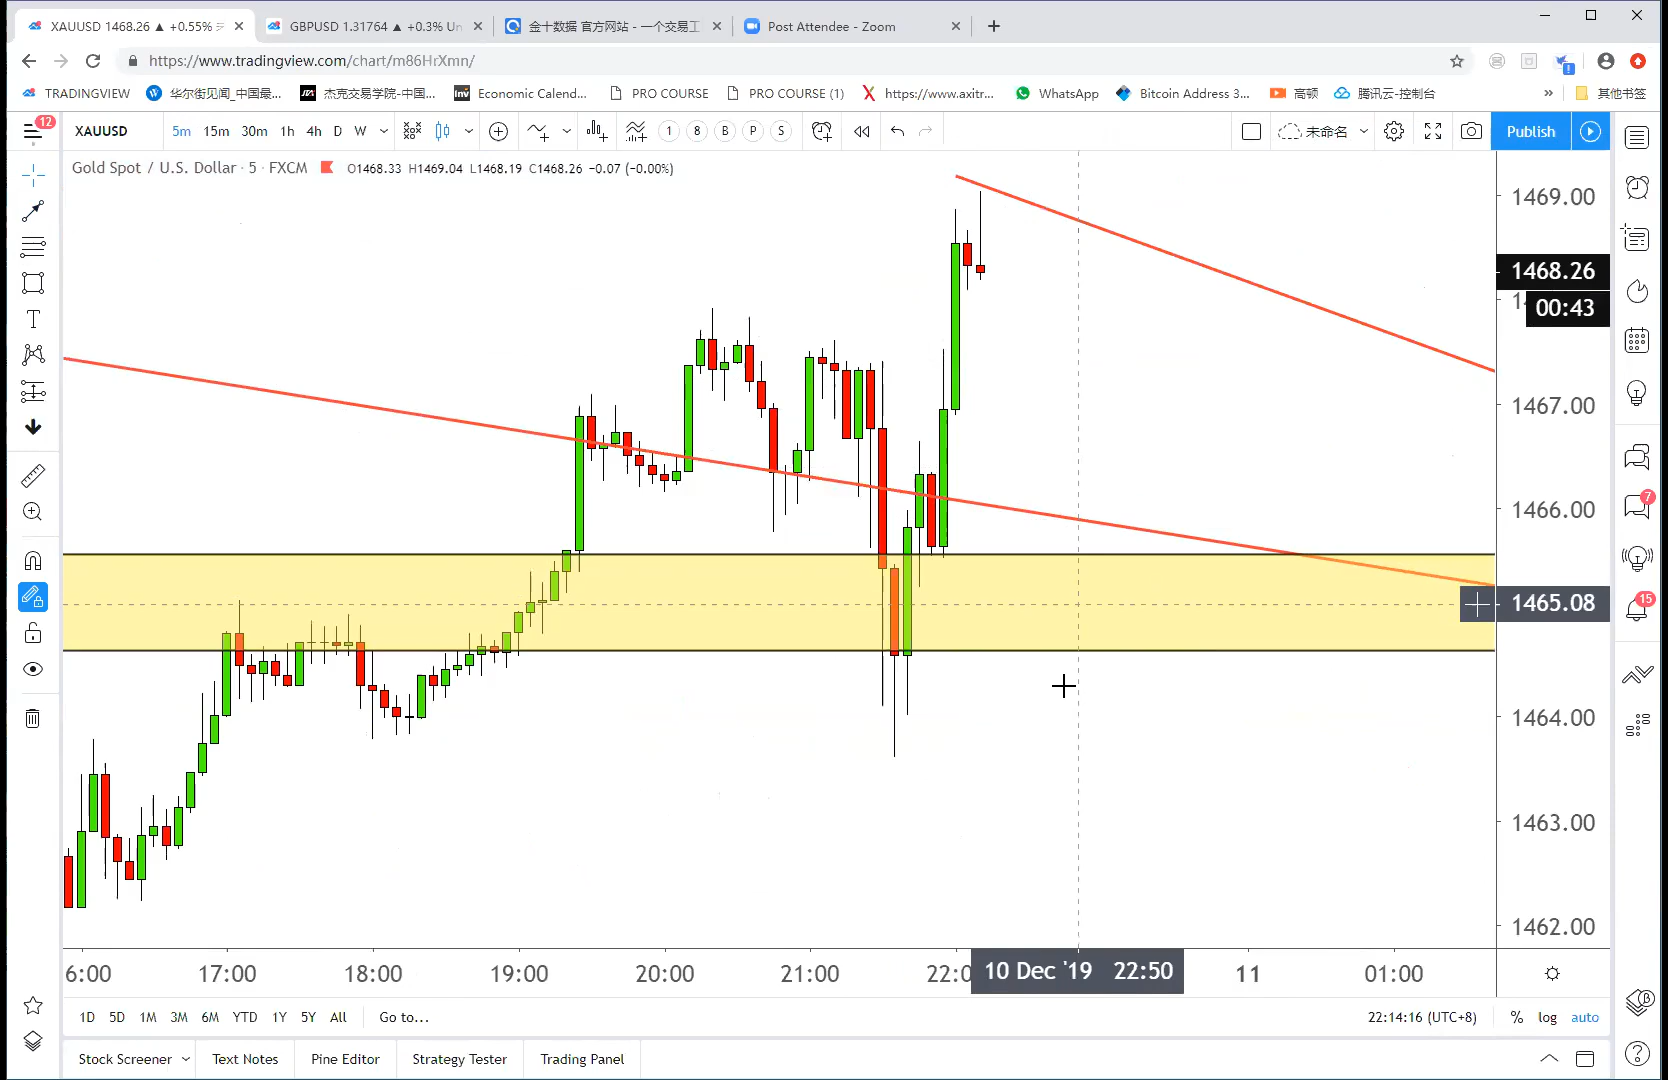 XAUUSD 1468.26 ▲ +0.55%
GBPUSD 1.31764 ▲ +0.3% Un
金十数据 官方网站 - 一个交易工
Post Attendee - Zoom
https://www.tradingview.com/chart/m86HrXmn/
TRADINGVIEW
华尔街见闻_中国最...
杰克交易学院-中国...
Inv Economic Calend...
PRO COURSE
PRO COURSE (1)
https://www.axitr...
WhatsApp
Bitcoin Address 3...
高顿
腾讯云-控制台
»
其他书签
12
XAUUSD
5m 15m 30m 1h 4h D W
1 8 B P S
未命名
Publish
Gold Spot / U.S. Dollar · 5 · FXCM
O1468.33 H1469.04 L1468.19 C1468.26 −0.07 (−0.00%)
1469.00
1468.26
00:43
1467.00
1466.00
1465.08
1464.00
1463.00
1462.00
7
15
6:00 17:00 18:00 19:00 20:00 21:00 22:0 10 Dec '19 22:50 11 01:00
1D 5D 1M 3M 6M YTD 1Y 5Y All Go to...
22:14:16 (UTC+8) % log auto
Stock Screener Text Notes Pine Editor Strategy Tester Trading Panel